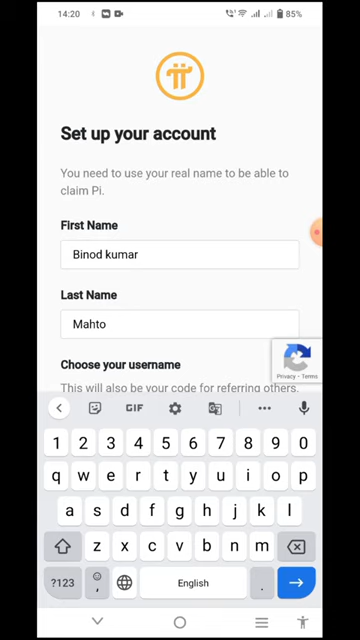 14:20 85%
Set up your account
You need to use your real name to be able to
claim Pi.
First Name
Binod kumar
Last Name
Mahto
Privacy - Terms
Choose your username
This will also be your code for referring others.
GIF
1 2 3 4 5 6 7 8 9 0
q w e r t y u i o p
a s d f g h j k l
z x c v b n m
?123 , English .